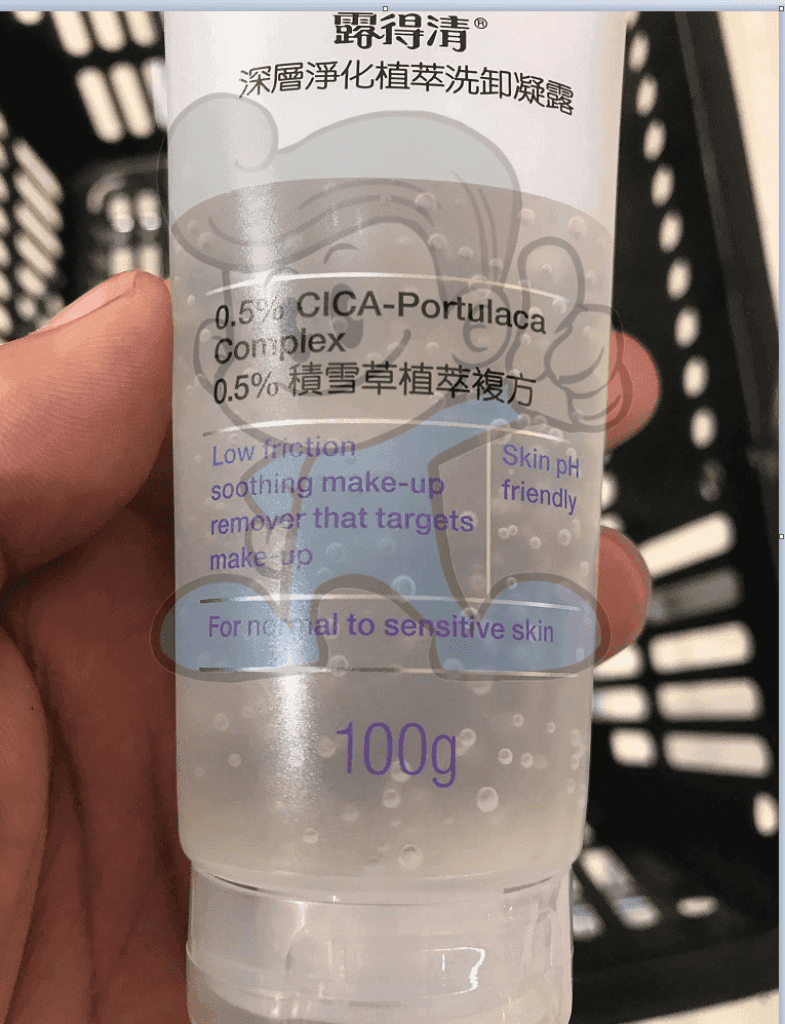 露得清®
深層淨化植萃洗卸凝露
0.5% CICA-Portulaca
Complex
0.5% 積雪草植萃複方
Low friction
soothing make-up
remover that targets
make-up
Skin pH
friendly
For normal to sensitive skin
100g